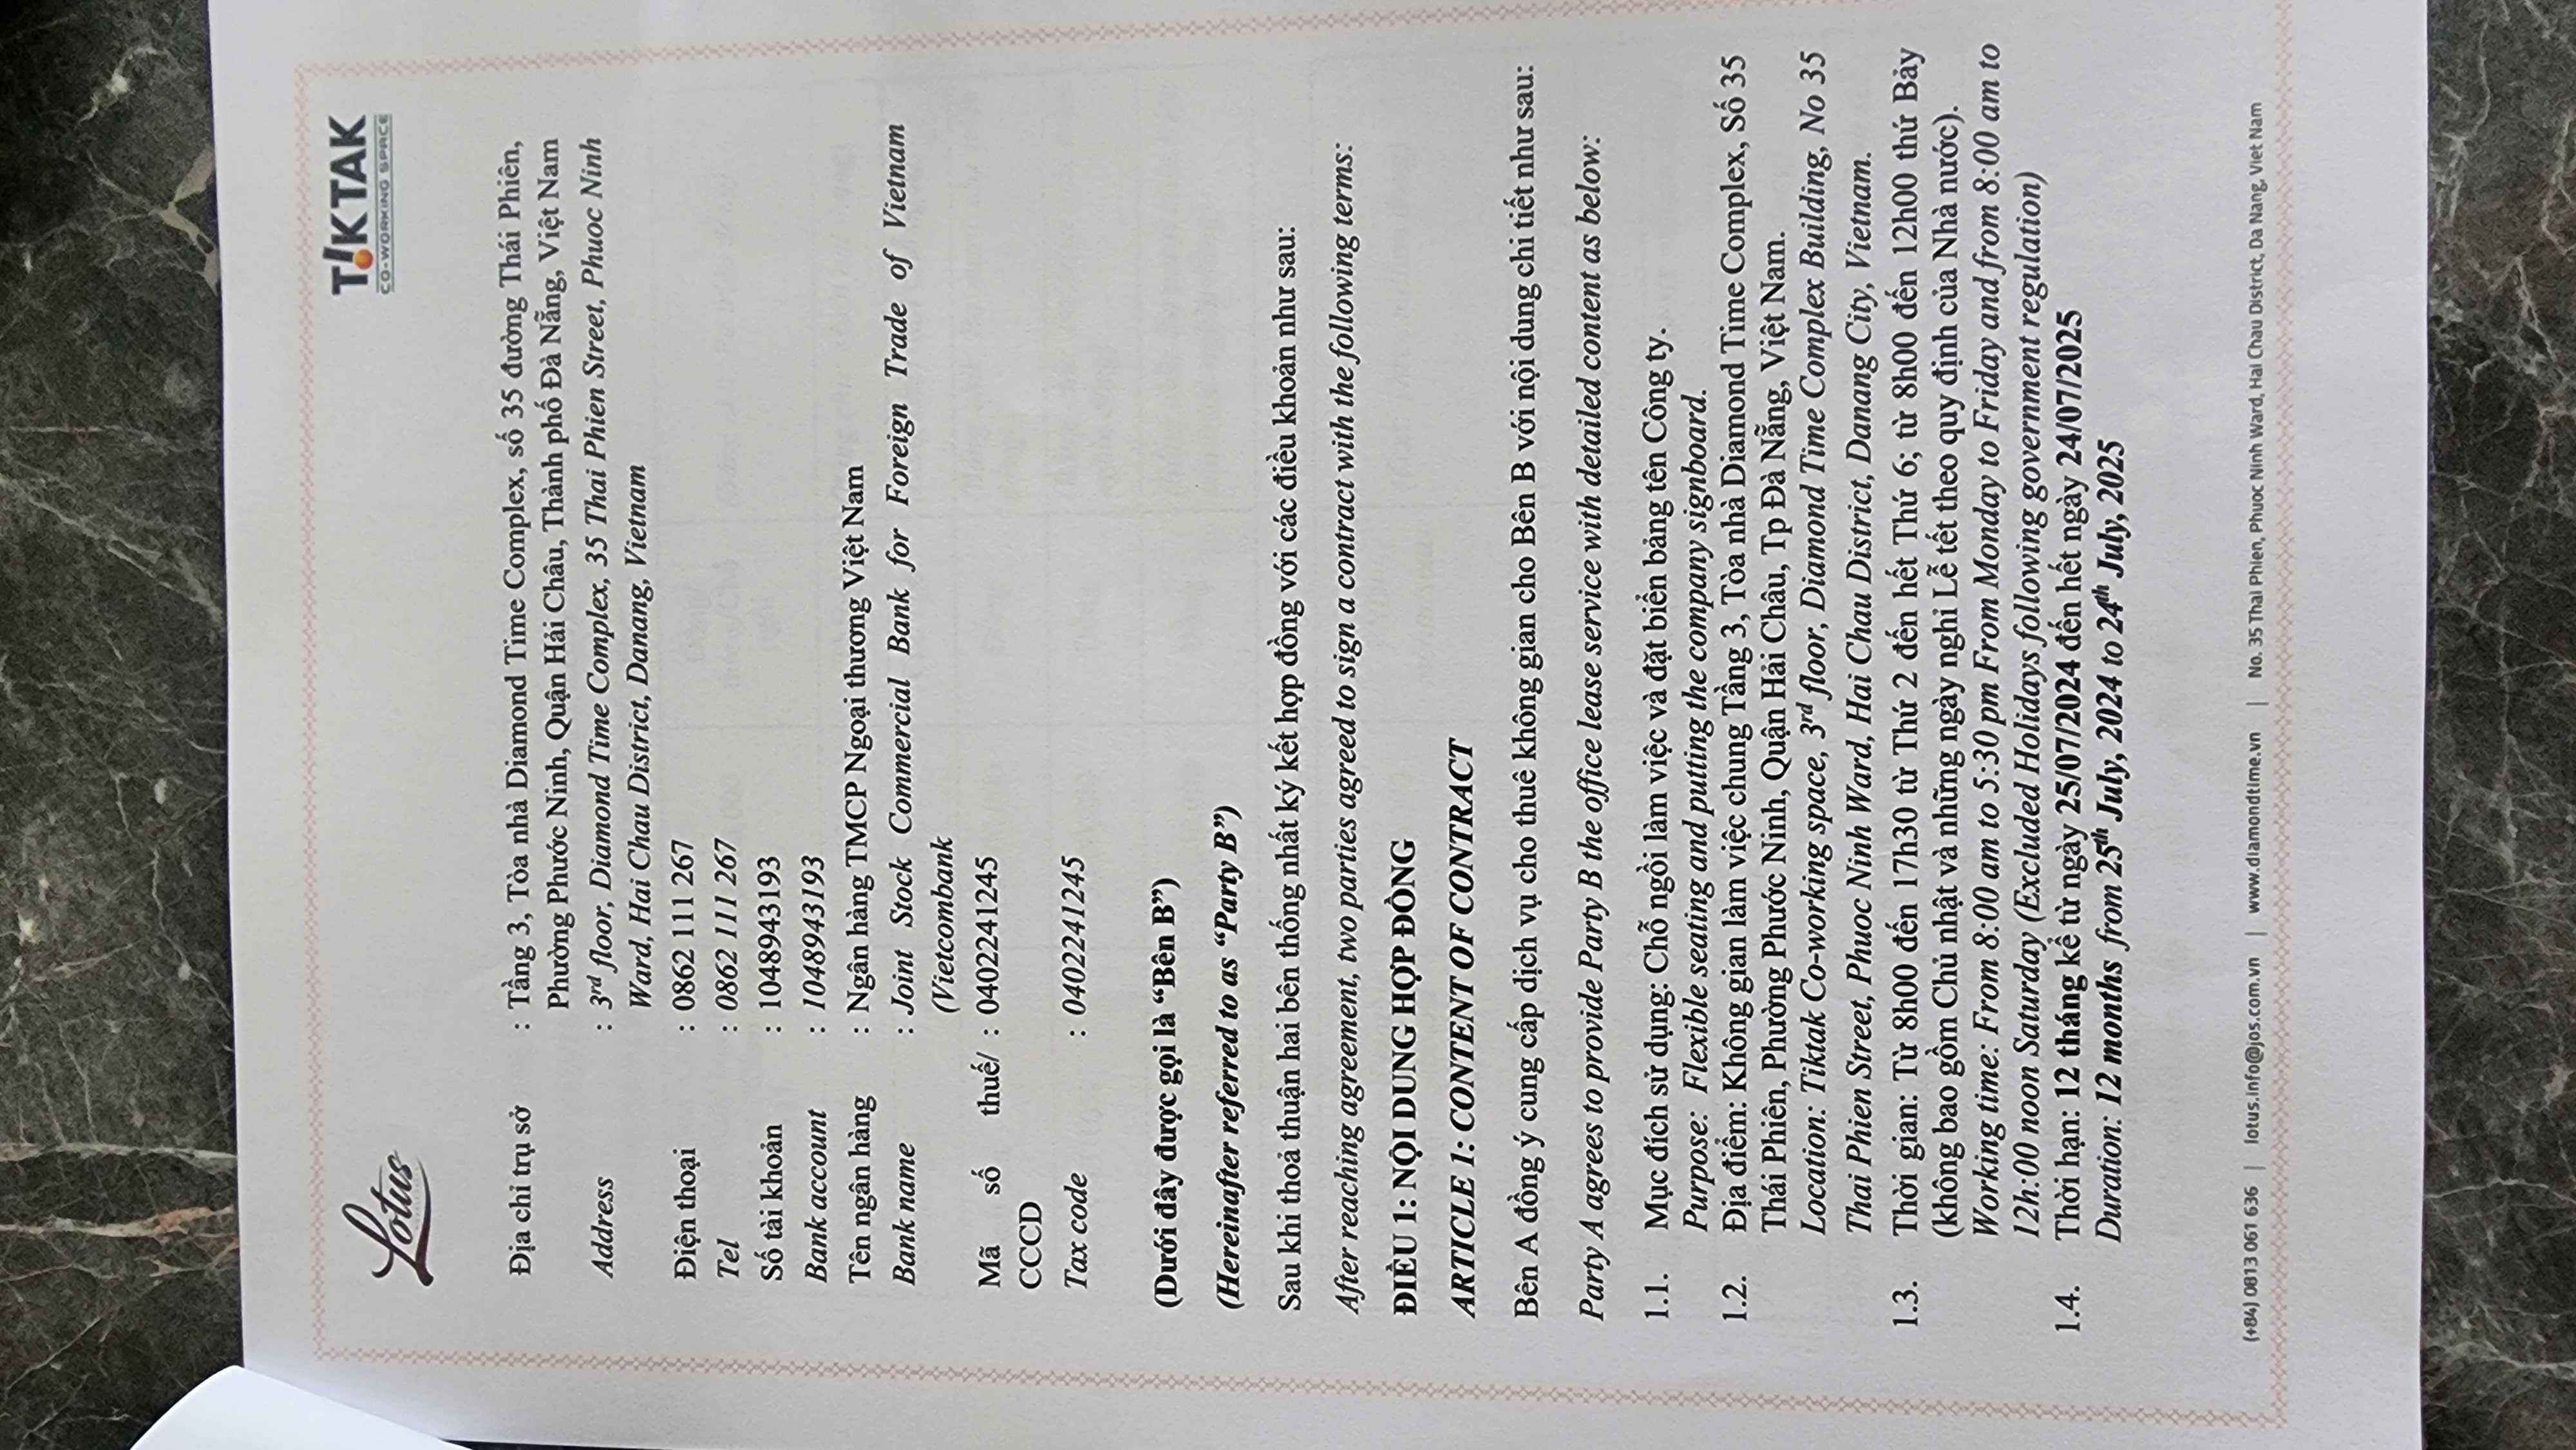 Lotus
TIKTAK
CO-WORKING SPACE
Địa chỉ trụ sở : Tầng 3, Tòa nhà Diamond Time Complex, số 35 đường Thái Phiên,
Phường Phước Ninh, Quận Hải Châu, Thành phố Đà Nẵng, Việt Nam
Address : 3rd floor, Diamond Time Complex, 35 Thai Phien Street, Phuoc Ninh
Ward, Hai Chau District, Danang, Vietnam
Điện thoại : 0862 111 267
Tel : 0862 111 267
Số tài khoản : 1048943193
Bank account : 1048943193
Tên ngân hàng : Ngân hàng TMCP Ngoại thương Việt Nam
Bank name : Joint Stock Commercial Bank for Foreign Trade of Vietnam
(Vietcombank
Mã số thuế/ : 0402241245
CCCD
Tax code : 0402241245
(Dưới đây được gọi là “Bên B”)
(Hereinafter referred to as “Party B”)
Sau khi thoả thuận hai bên thống nhất ký kết hợp đồng với các điều khoản như sau:
After reaching agreement, two parties agreed to sign a contract with the following terms:
ĐIỀU 1: NỘI DUNG HỢP ĐỒNG
ARTICLE 1: CONTENT OF CONTRACT
Bên A đồng ý cung cấp dịch vụ cho thuê không gian cho Bên B với nội dung chi tiết như sau:
Party A agrees to provide Party B the office lease service with detailed content as below:
1.1. Mục đích sử dụng: Chỗ ngồi làm việc và đặt biển bảng tên Công ty.
Purpose: Flexible seating and putting the company signboard.
1.2. Địa điểm: Không gian làm việc chung Tầng 3, Tòa nhà Diamond Time Complex, Số 35
Thái Phiên, Phường Phước Ninh, Quận Hải Châu, Tp Đà Nẵng, Việt Nam.
Location: Tiktak Co-working space, 3rd floor, Diamond Time Complex Building, No 35
Thai Phien Street, Phuoc Ninh Ward, Hai Chau District, Danang City, Vietnam.
1.3. Thời gian: Từ 8h00 đến 17h30 từ Thứ 2 đến hết Thứ 6; từ 8h00 đến 12h00 thứ Bảy
(không bao gồm Chủ nhật và những ngày nghỉ Lễ tết theo quy định của Nhà nước).
Working time: From 8:00 am to 5:30 pm From Monday to Friday and from 8:00 am to
12h:00 noon Saturday (Excluded Holidays following government regulation)
1.4. Thời hạn: 12 tháng kể từ ngày 25/07/2024 đến hết ngày 24/07/2025
Duration: 12 months from 25th July, 2024 to 24th July, 2025
(+84) 0813 061 636 | lotus.info@jos.com.vn | www.diamondtime.vn | No. 35 Thai Phien, Phuoc Ninh Ward, Hai Chau District, Da Nang, Viet Nam